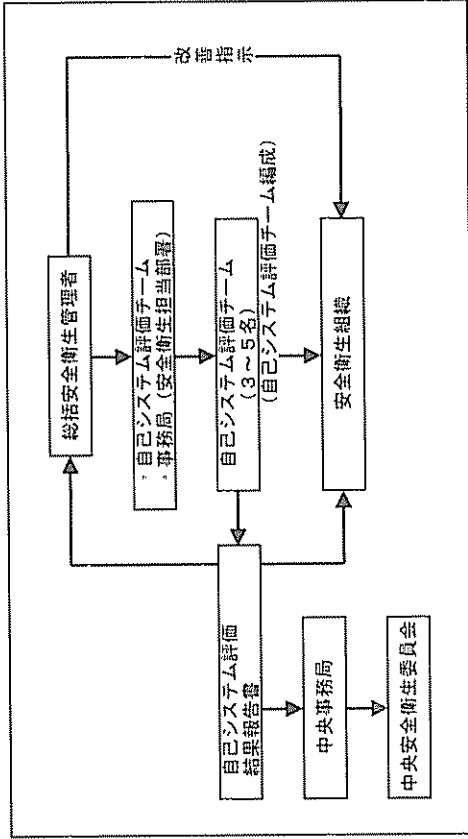 総括安全衛生管理者
改善指示
自己システム評価チーム
事務局(安全衛生担当部署)
自己システム評価チーム
(3~5名)
(自己システム評価チーム編成)
安全衛生組織
自己システム評価
結果報告書
中央事務局
中央安全衛生委員会